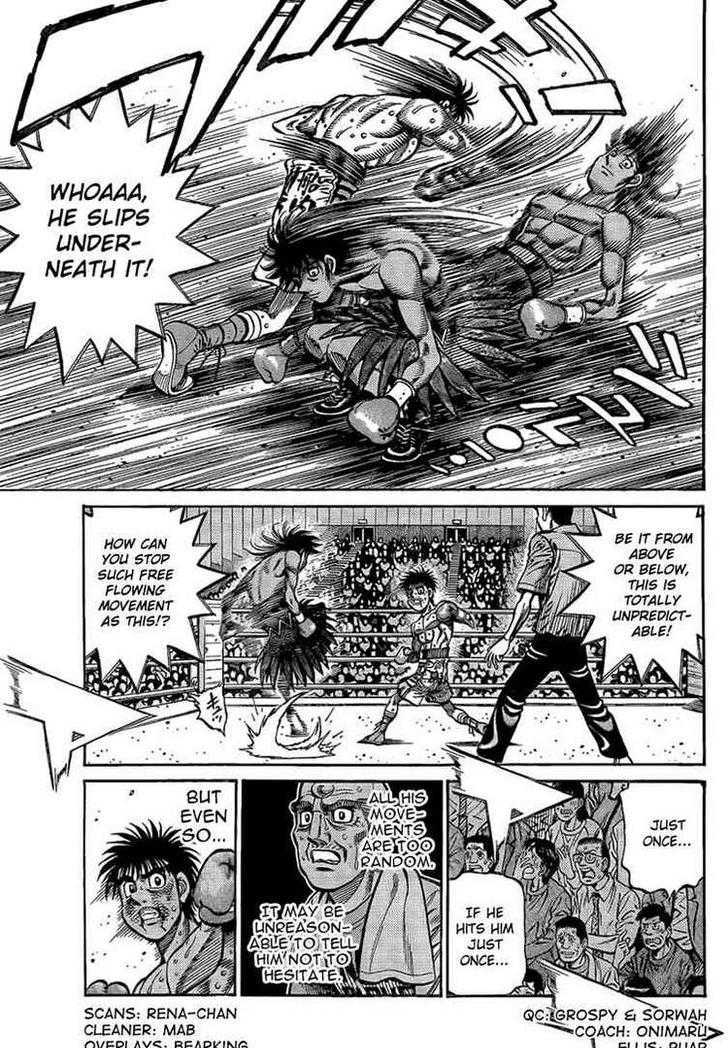 WHOAAA,
HE SLIPS
UNDER-
NEATH IT!
BE IT FROM
ABOVE
OR BELOW,
THIS IS
TOTALLY
UNPREDICT-
ABLE!
HOW CAN
YOU STOP
SUCH FREE
FLOWING
MOVEMENT
AS THIS!?
JUST
ONCE...
IF HE
HITS HIM
JUST
ONCE...
ALL HIS
MOVE-
MENTS
ARE TOO
RANDOM.
IT MAY BE
UNREASON-
ABLE TO TELL
HIM NOT TO
HESITATE.
BUT
EVEN
SO...
SCANS: RENA-CHAN
CLEANER: MAB
OVERLAYS: BEARKING
QC: GROSPY & SORWAH
COACH: ONIMARU